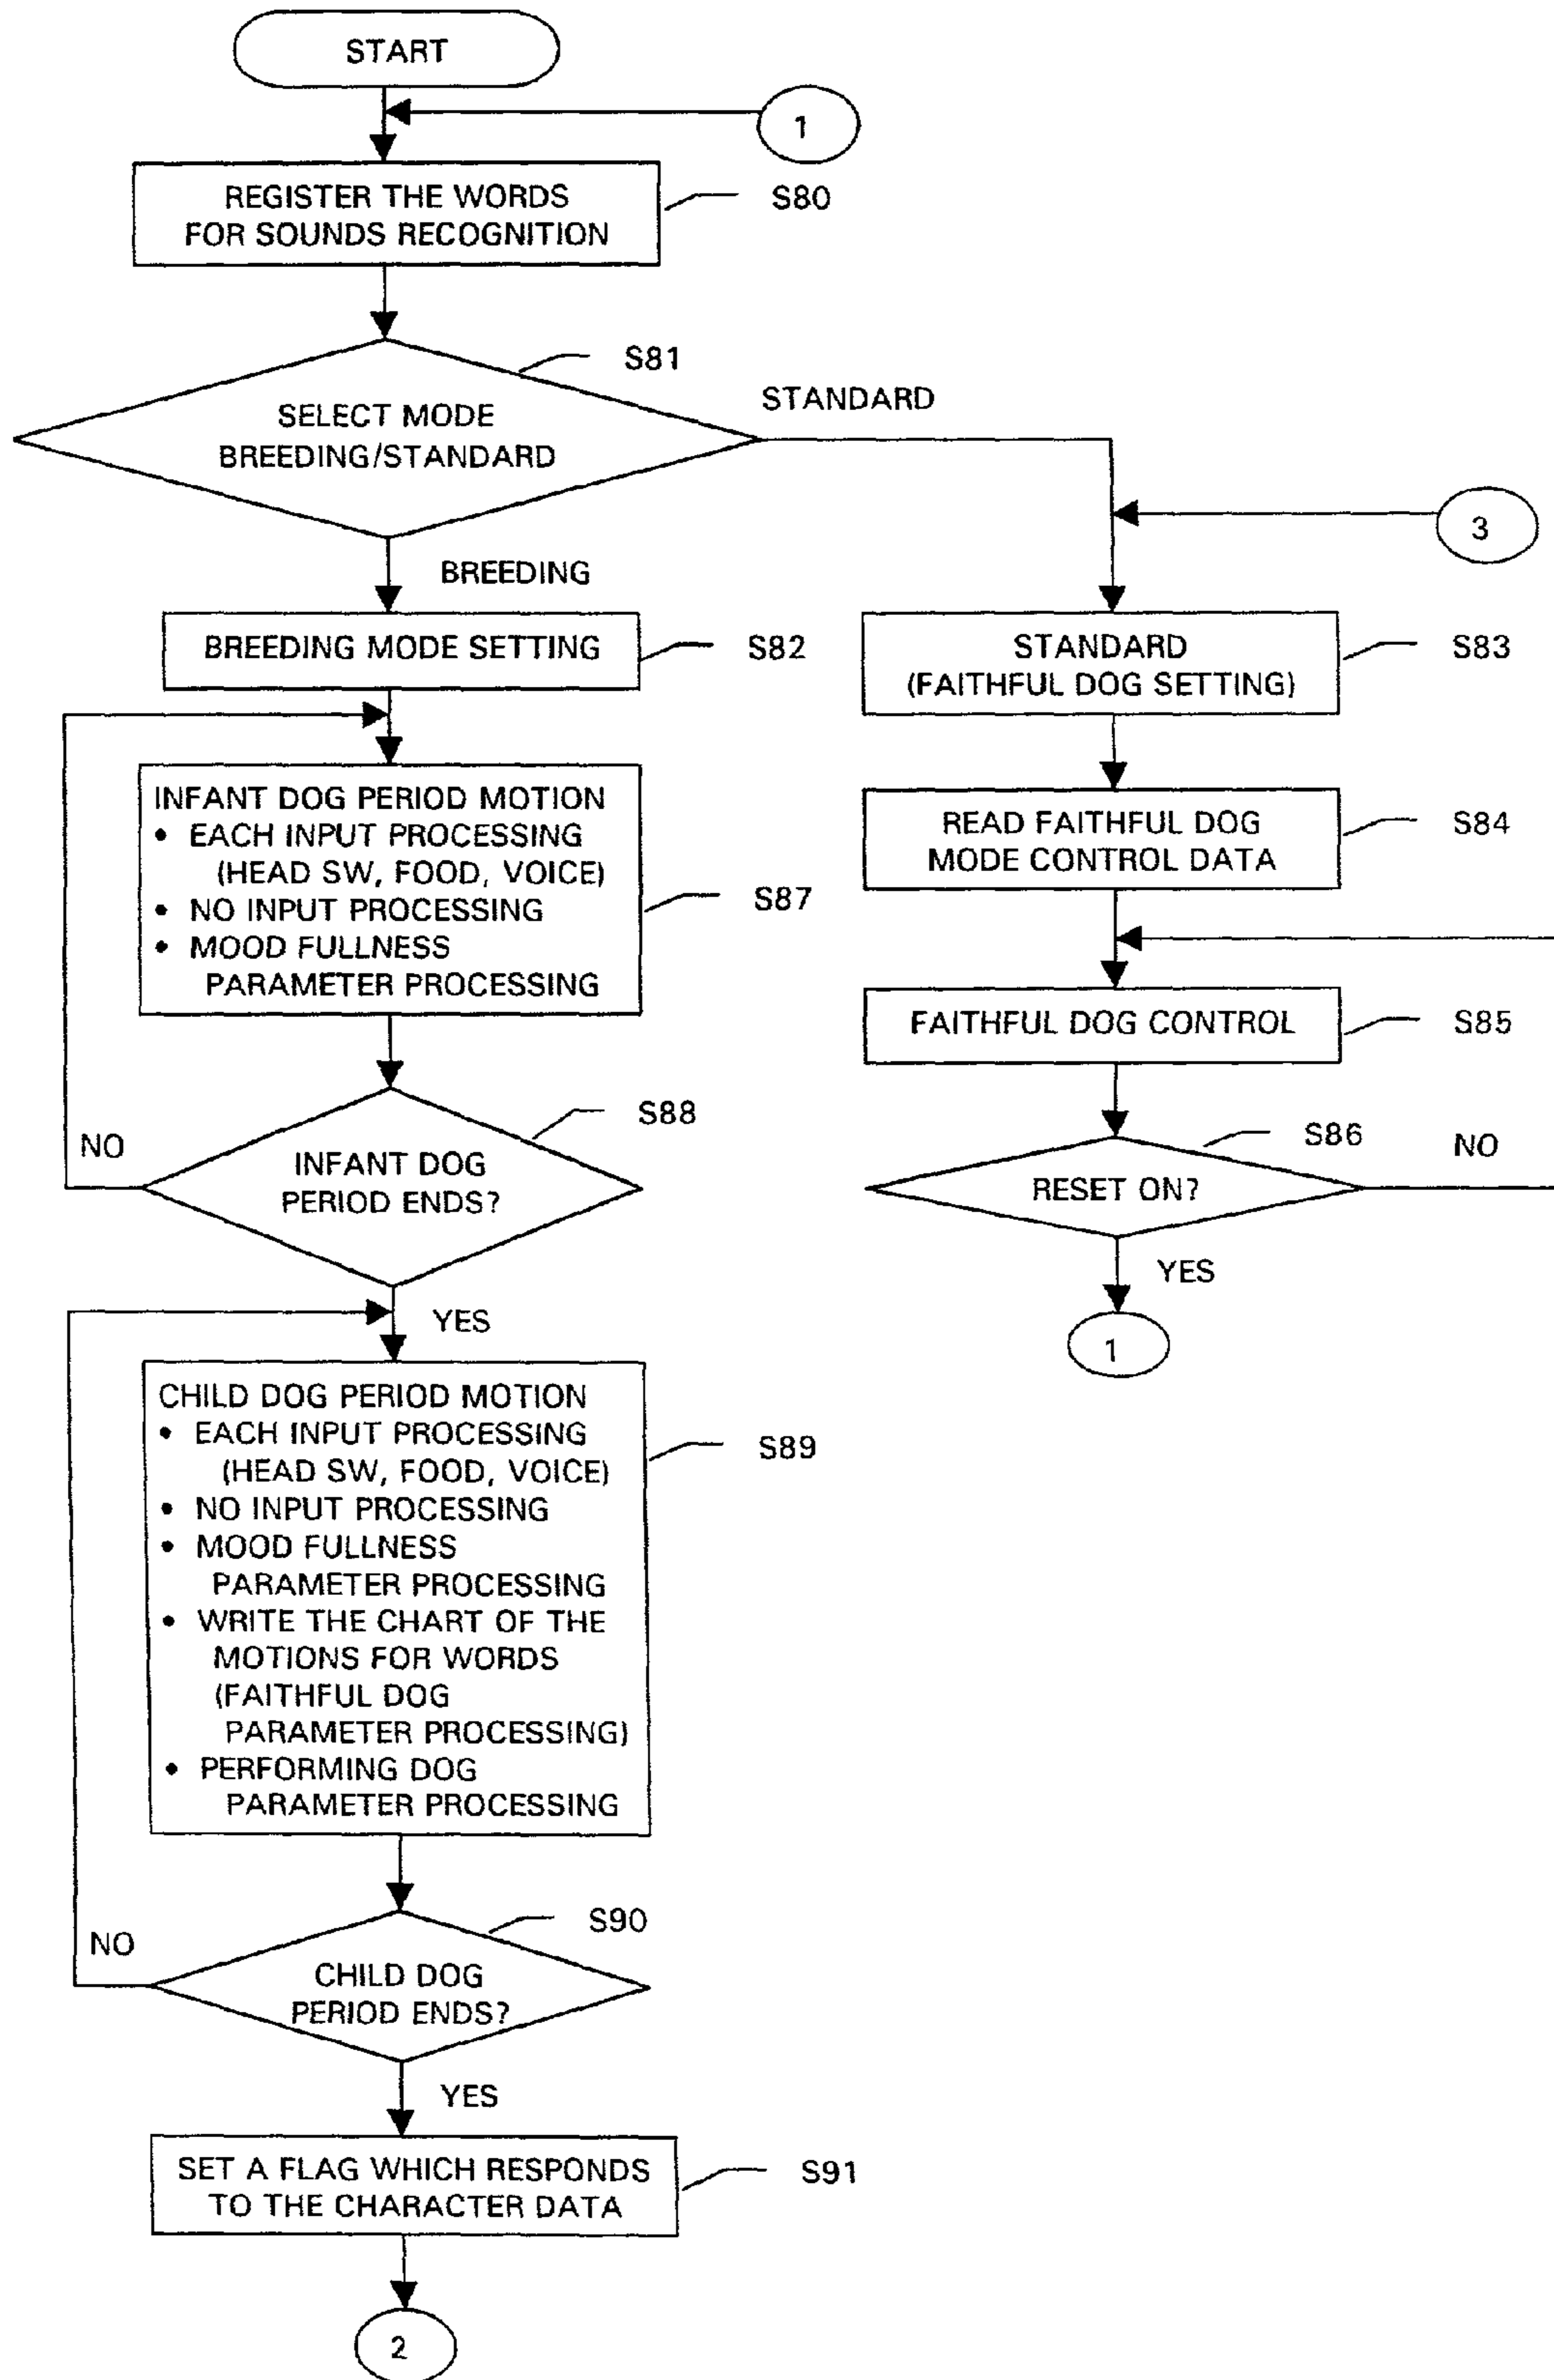 START
1
REGISTER THE WORDS
FOR SOUNDS RECOGNITION
S80
S81
SELECT MODE
BREEDING/STANDARD
STANDARD
BREEDING
3
BREEDING MODE SETTING
S82
STANDARD
(FAITHFUL DOG SETTING)
S83
INFANT DOG PERIOD MOTION
• EACH INPUT PROCESSING
(HEAD SW, FOOD, VOICE)
• NO INPUT PROCESSING
• MOOD FULLNESS
PARAMETER PROCESSING
S87
READ FAITHFUL DOG
MODE CONTROL DATA
S84
FAITHFUL DOG CONTROL
S85
S88
INFANT DOG
PERIOD ENDS?
NO
YES
S86
RESET ON?
NO
YES
1
CHILD DOG PERIOD MOTION
• EACH INPUT PROCESSING
(HEAD SW, FOOD, VOICE)
• NO INPUT PROCESSING
• MOOD FULLNESS
PARAMETER PROCESSING
• WRITE THE CHART OF THE
MOTIONS FOR WORDS
(FAITHFUL DOG
PARAMETER PROCESSING)
• PERFORMING DOG
PARAMETER PROCESSING
S89
S90
NO
CHILD DOG
PERIOD ENDS?
YES
SET A FLAG WHICH RESPONDS
TO THE CHARACTER DATA
S91
2